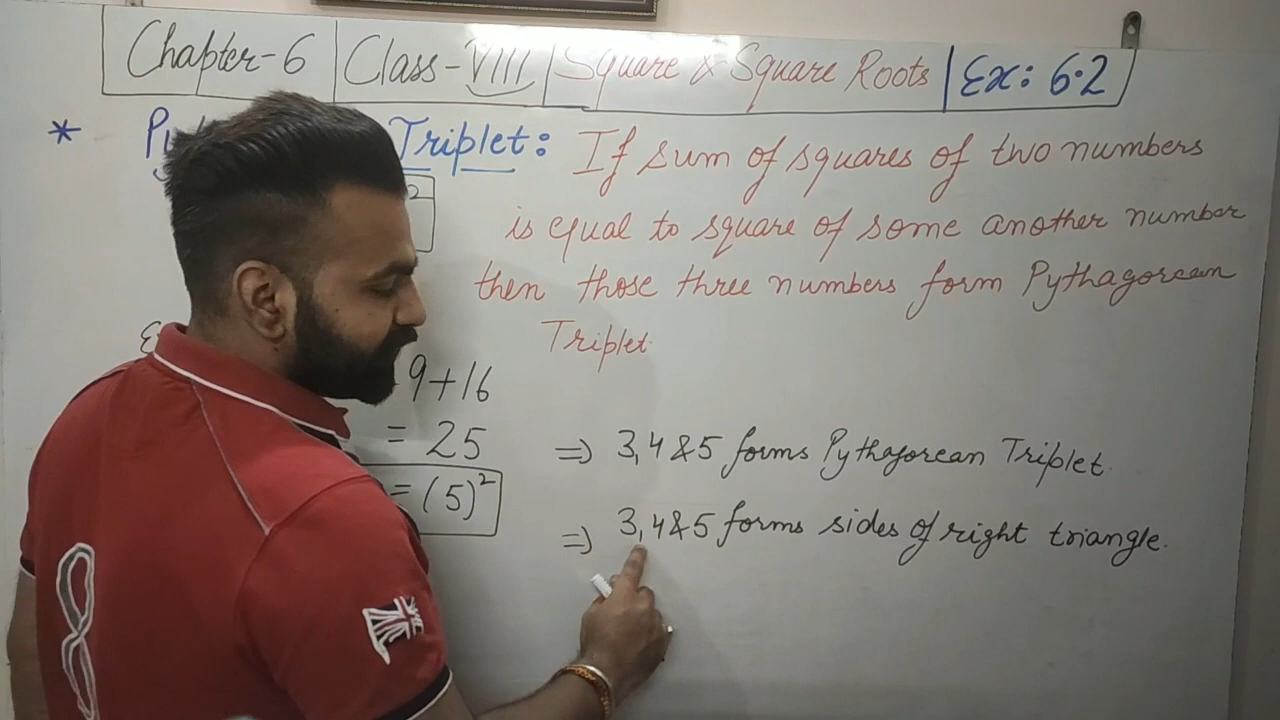 Chapter-6 | Class-VIII | Square & Square Roots | Ex: 6.2
* Triplet: If sum of squares of two numbers
is equal to square of some another number
then those three numbers form Pythagorean
Triplet
9+16
= 25 ⇒ 3,4&5 forms Pythagorean Triplet.
= (5)² ⇒ 3,4&5 forms sides of right triangle.